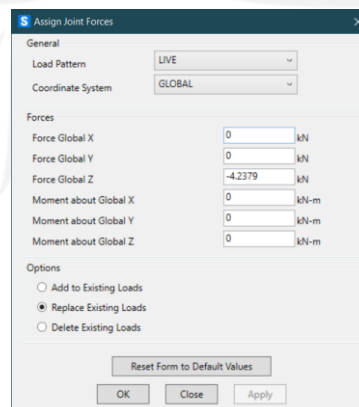 S Assign Joint Forces
General
Load Pattern LIVE
Coordinate System GLOBAL
Forces
Force Global X 0 kN
Force Global Y 0 kN
Force Global Z -4.2379 kN
Moment about Global X 0 kN-m
Moment about Global Y 0 kN-m
Moment about Global Z 0 kN-m
Options
Add to Existing Loads
Replace Existing Loads
Delete Existing Loads
Reset Form to Default Values
OK Close Apply